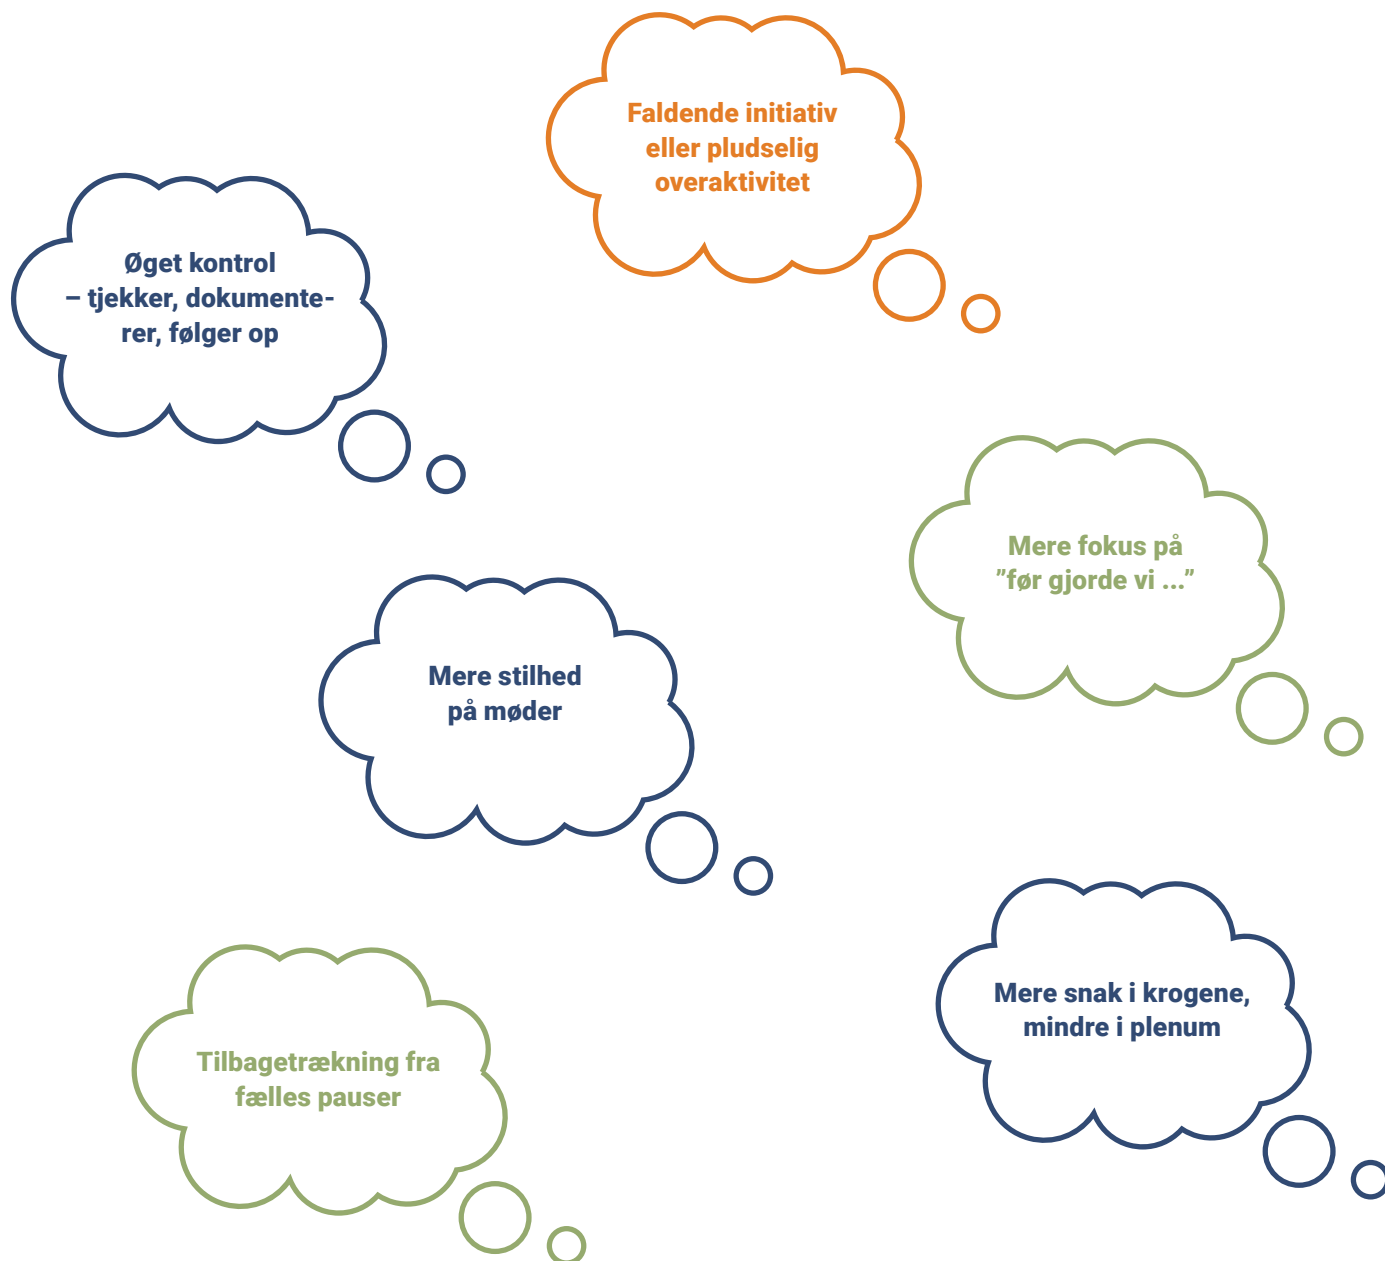 Faldende initiativ
eller pludselig
overaktivitet
Øget kontrol
– tjekker, dokumente-
rer, følger op
Mere fokus på
”før gjorde vi ...”
Mere stilhed
på møder
Mere snak i krogene,
mindre i plenum
Tilbagetrækning fra
fælles pauser